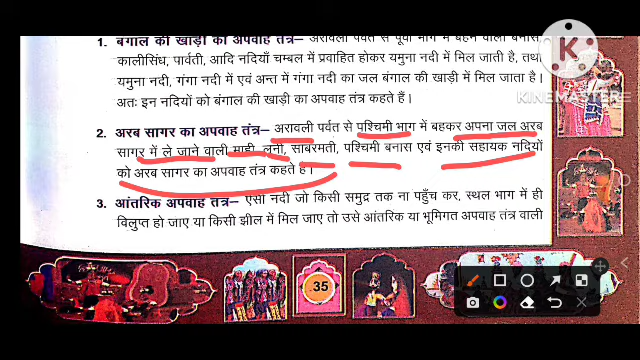 1. बंगाल की खाड़ी का अपवाह तंत्र– अरावली पर्वत से पूर्वी भाग में बहने वाली बनास,
कालीसिंध, पार्वती, आदि नदियाँ चम्बल में प्रवाहित होकर यमुना नदी में मिल जाती है, तथा
यमुना नदी, गंगा नदी में एवं अन्त में गंगा नदी का जल बंगाल की खाड़ी में मिल जाता है।
अतः इन नदियों को बंगाल की खाड़ी का अपवाह तंत्र कहते हैं।
2. अरब सागर का अपवाह तंत्र– अरावली पर्वत से पश्चिमी भाग में बहकर अपना जल अरब
सागर में ले जाने वाली माही, लूनी, साबरमती, पश्चिमी बनास एवं इनकी सहायक नदियों
को अरब सागर का अपवाह तंत्र कहते है।
3. आंतरिक अपवाह तंत्र– ऐसी नदी जो किसी समुद्र तक ना पहुँच कर, स्थल भाग में ही
विलुप्त हो जाए या किसी झील में मिल जाए तो उसे आंतरिक या भूमिगत अपवाह तंत्र वाली
35
K